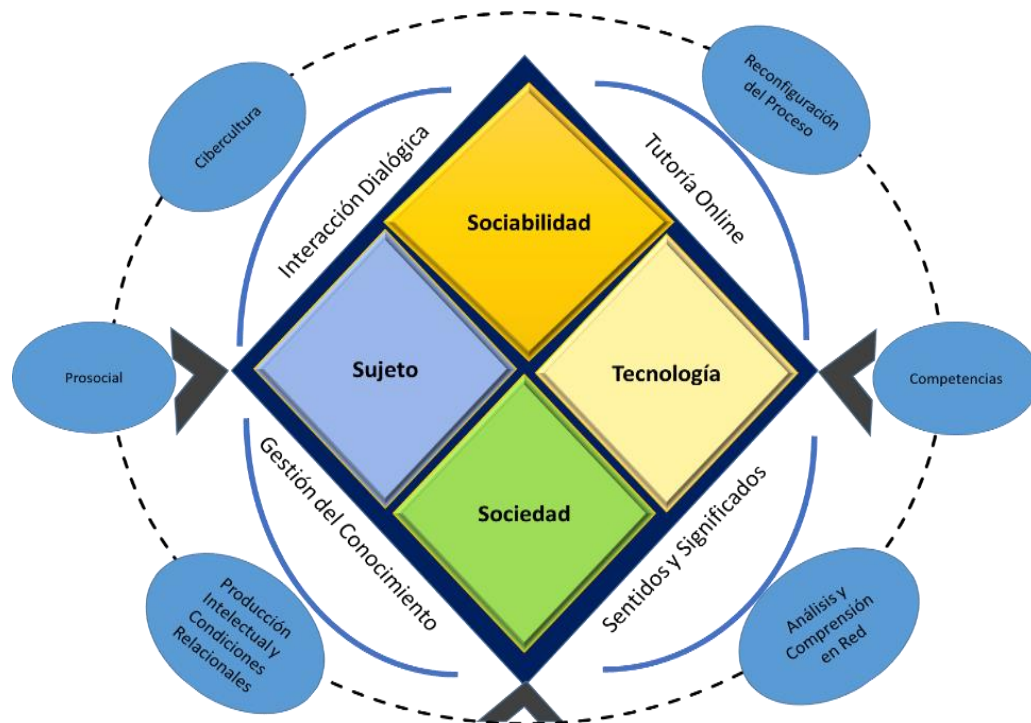 Cibercultura
Reconfiguración
del Proceso
Interacción Dialógica
Tutoría Online
Sociabilidad
Sujeto
Tecnología
Sociedad
Prosocial
Competencias
Gestión del Conocimiento
Sentidos y Significados
Producción
Intelectual y
Condiciones
Relacionales
Análisis y
Comprensión
en Red